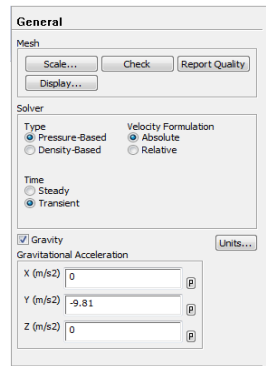 General
Mesh
Scale... Check Report Quality
Display...
Solver
Type Velocity Formulation
Pressure-Based Absolute
Density-Based Relative
Time
Steady
Transient
Gravity Units...
Gravitational Acceleration
X (m/s2) 0 P
Y (m/s2) -9.81 P
Z (m/s2) 0 P